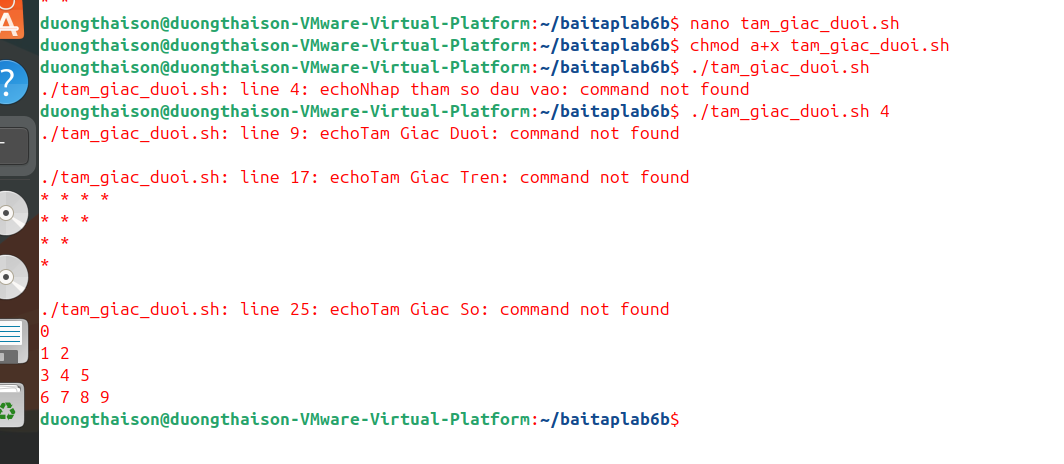 * *
duongthaison@duongthaison-VMware-Virtual-Platform:~/baitaplab6b$ nano tam_giac_duoi.sh
duongthaison@duongthaison-VMware-Virtual-Platform:~/baitaplab6b$ chmod a+x tam_giac_duoi.sh
duongthaison@duongthaison-VMware-Virtual-Platform:~/baitaplab6b$ ./tam_giac_duoi.sh
./tam_giac_duoi.sh: line 4: echoNhap tham so dau vao: command not found
duongthaison@duongthaison-VMware-Virtual-Platform:~/baitaplab6b$ ./tam_giac_duoi.sh 4
./tam_giac_duoi.sh: line 9: echoTam Giac Duoi: command not found

./tam_giac_duoi.sh: line 17: echoTam Giac Tren: command not found
* * * *
* * *
* *
*

./tam_giac_duoi.sh: line 25: echoTam Giac So: command not found
0
1 2
3 4 5
6 7 8 9
duongthaison@duongthaison-VMware-Virtual-Platform:~/baitaplab6b$